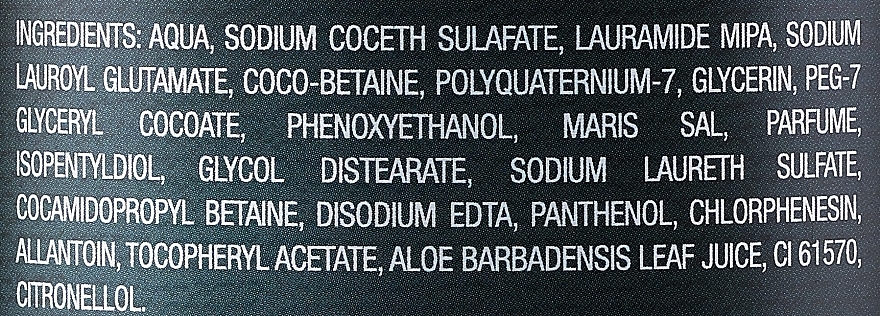 INGREDIENTS: AQUA, SODIUM COCETH SULAFATE, LAURAMIDE MIPA, SODIUM
LAUROYL GLUTAMATE, COCO-BETAINE, POLYQUATERNIUM-7, GLYCERIN, PEG-7
GLYCERYL COCOATE, PHENOXYETHANOL, MARIS SAL, PARFUME,
ISOPENTYLDIOL, GLYCOL DISTEARATE, SODIUM LAURETH SULFATE,
COCAMIDOPROPYL BETAINE, DISODIUM EDTA, PANTHENOL, CHLORPHENESIN,
ALLANTOIN, TOCOPHERYL ACETATE, ALOE BARBADENSIS LEAF JUICE, CI 61570,
CITRONELLOL.